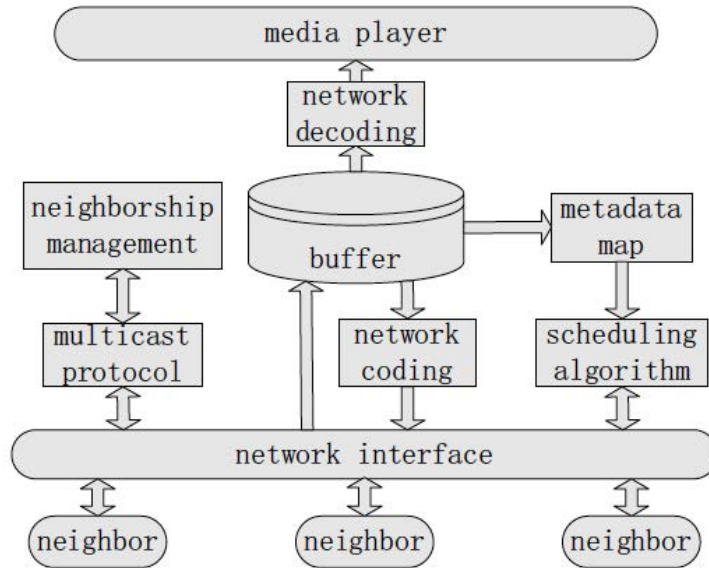 media player
network
decoding
neighborship
management
buffer
metadata
map
multicast
protocol
network
coding
scheduling
algorithm
network interface
neighbor
neighbor
neighbor